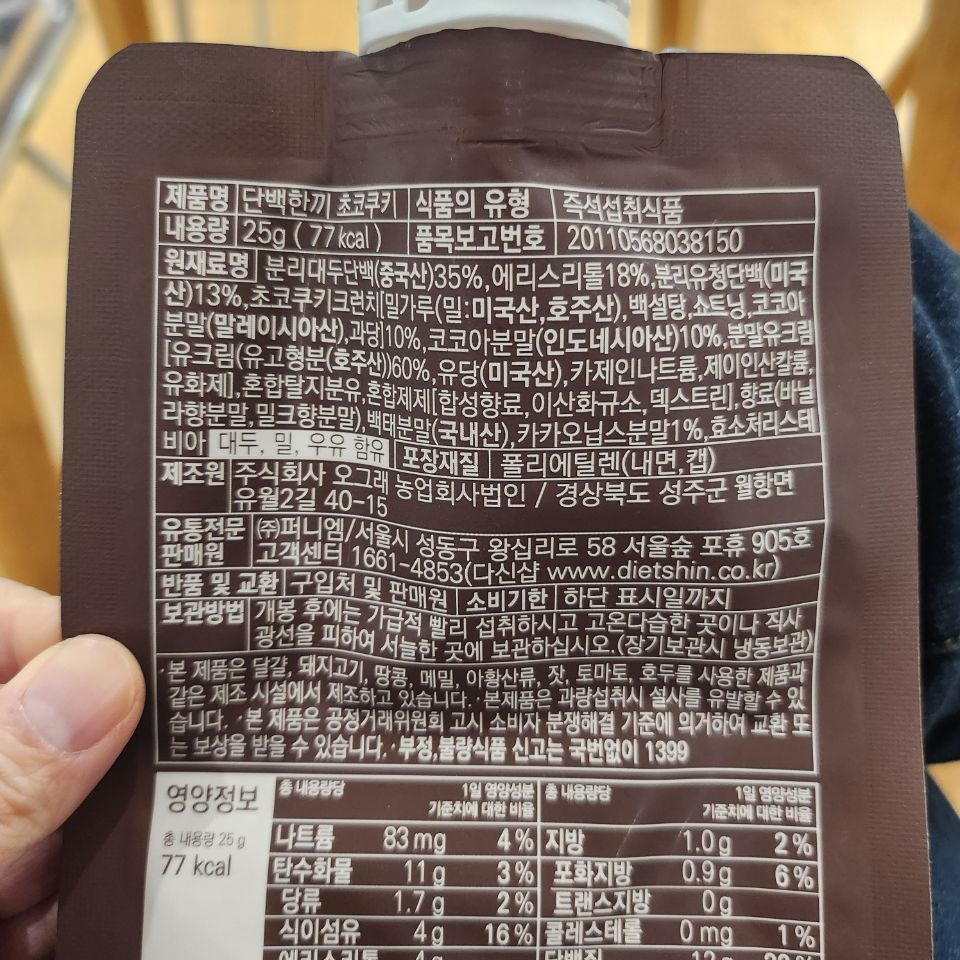 제품명 단백한끼 초코쿠키 식품의 유형 즉석섭취식품
내용량 25g ( 77 kcal ) 품목보고번호 20110568038150
원재료명 분리대두단백(중국산)35%,에리스리톨18%,분리유청단백(미국
산)13%,초코쿠키크런치[밀가루(밀:미국산,호주산),백설탕,쇼트닝,코코아
분말(말레이시아산),과당]10%,코코아분말(인도네시아산)10%,분말유크림
[유크림(유고형분(호주산))60%,유당(미국산),카제인나트륨,제이인산칼륨,
유화제],혼합탈지분유,혼합제제[합성향료,이산화규소,덱스트린],향료(바닐
라향분말,밀크향분말),백태분말(국내산),카카오닙스분말1%,효소처리스테
비아 대두, 밀, 우유 함유 포장재질 폴리에틸렌(내면,캡)
제조원 주식회사 오그래 농업회사법인 / 경상북도 성주군 월항면
유월2길 40-15
유통전문 ㈜퍼니엠/서울시 성동구 왕십리로 58 서울숲 포휴 905호
판매원 고객센터 1661-4853(다신샵 www.dietshin.co.kr)
반품 및 교환 구입처 및 판매원 소비기한 하단 표시일까지
보관방법 개봉 후에는 가급적 빨리 섭취하시고 고온다습한 곳이나 직사
광선을 피하여 서늘한 곳에 보관하십시오.(장기보관시 냉동보관)
·본 제품은 달걀, 돼지고기, 땅콩, 메밀, 아황산류, 잣, 토마토, 호두를 사용한 제품과
같은 제조 시설에서 제조하고 있습니다. ·본제품은 과량섭취시 설사를 유발할 수 있
습니다. ·본 제품은 공정거래위원회 고시 소비자 분쟁해결 기준에 의거하여 교환 또
는 보상을 받을 수 있습니다. ·부정,불량식품 신고는 국번없이 1399
영양정보 총 내용량당 1일 영양성분 총 내용량당 1일 영양성분
기준치에 대한 비율 기준치에 대한 비율
총 내용량 25 g
77 kcal
나트륨 83 mg 4% 지방 1.0 g 2%
탄수화물 11 g 3% 포화지방 0.9 g 6%
당류 1.7 g 2% 트랜스지방 0 g
식이섬유 4 g 16% 콜레스테롤 0 mg 1%
에리스리톨 4 g 단백질 12 g